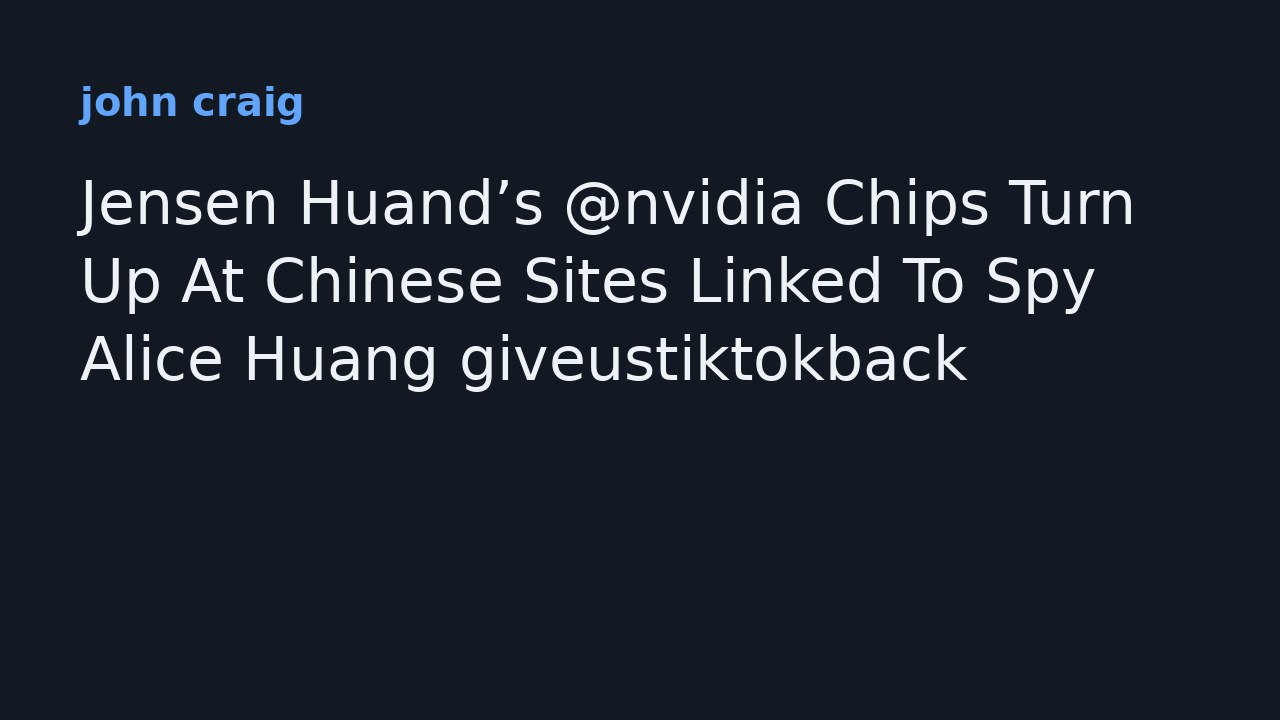 john craig
Jensen Huand’s @nvidia Chips Turn
Up At Chinese Sites Linked To Spy
Alice Huang giveustiktokback